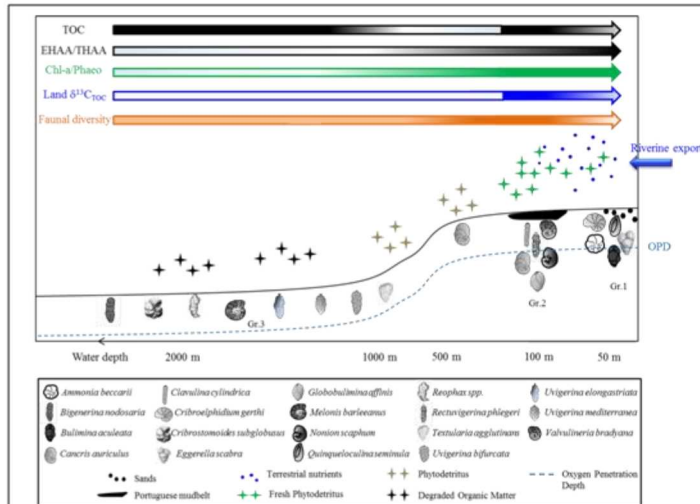 TOC
EHAA/THAA
Chl-a/Phaeo
Land δ¹³C_TOC
Faunal diversity
Riverine export
OPD
Gr.1
Gr.2
Gr.3
Water depth 2000 m 1000 m 500 m 100 m 50 m
Ammonia beccarii Clavulina cylindrica Globobulimina affinis Reophax spp. Uvigerina elongastriata
Bigenerina nodosaria Cribroelphidium gerthi Melonis barleeanus Rectuvigerina phlegeri Uvigerina mediterranea
Bulimina aculeata Cribrostomoides subglobosus Nonion scaphum Textularia agglutinans Valvulineria bradyana
Cancris auriculus Eggerella scabra Quinqueloculina seminula Uvigerina bifurcata
Sands Terrestrial nutrients Phytodetritus Oxygen Penetration
Depth
Portuguese mudbelt Fresh Phytodetritus Degraded Organic Matter